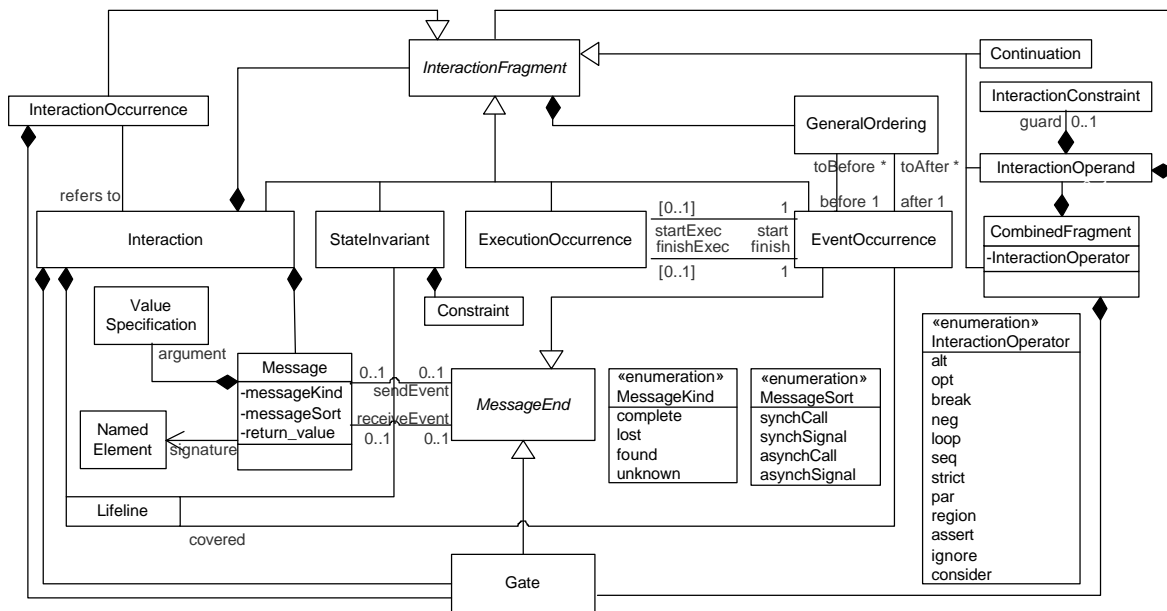 InteractionFragment
Continuation
InteractionOccurrence
InteractionConstraint
GeneralOrdering
guard 0..1
toBefore *
toAfter *
InteractionOperand
refers to
before 1
after 1
Interaction
StateInvariant
ExecutionOccurrence
[0..1]
1
startExec
start
finishExec
finish
[0..1]
1
EventOccurrence
CombinedFragment
-InteractionOperator
Constraint
Value
Specification
argument
Message
-messageKind
-messageSort
-return_value
0..1
0..1
sendEvent
receiveEvent
0..1
0..1
MessageEnd
Named
Element
signature
«enumeration»
MessageKind
complete
lost
found
unknown
«enumeration»
MessageSort
synchCall
synchSignal
asynchCall
asynchSignal
«enumeration»
InteractionOperator
alt
opt
break
neg
loop
seq
strict
par
region
assert
ignore
consider
Lifeline
covered
Gate